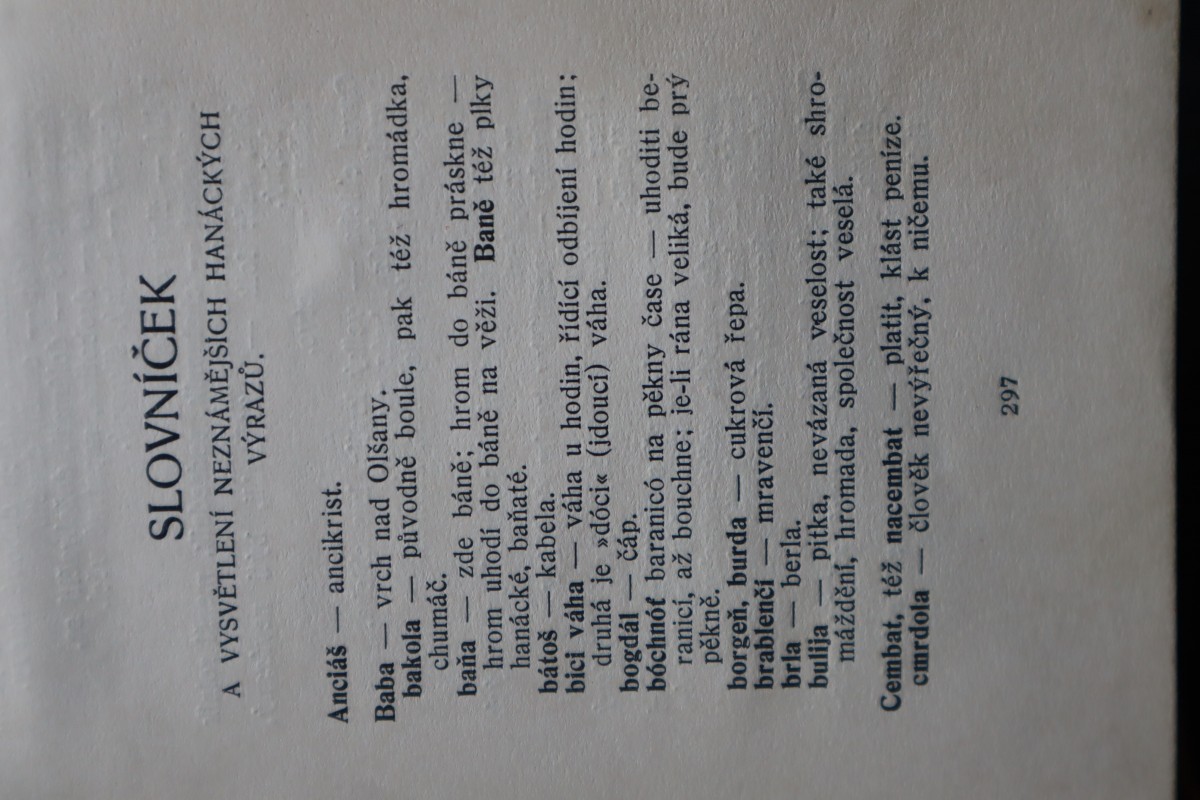 SLOVNÍČEK
A VYSVĚTLENÍ NEZNÁMĚJŠÍCH HANÁCKÝCH
VÝRAZŮ.
Anciáš — ancikrist.
Baba — vrch nad Olšany.
bakola — původně boule, pak též hromádka,
chumáč.
baňa — zde báně; hrom do báně práskne —
hrom uhodí do báně na věži. Baně též plky
hanácké, baňaté.
bátoš — kabela.
bici váha — váha u hodin, řídící odbíjení hodin;
druhá je »dóci« (jdoucí) váha.
bogdál — čáp.
bóchnót baranicó na pěkny čase — uhoditi be-
ranicí, až bouchne; je-li rána veliká, bude prý
pěkně.
borgeň, burda — cukrová řepa.
brablenčí — mravenčí.
brla — berla.
bulija — pitka, nevázaná veselost; také shro-
máždění, hromada, společnost veselá.
Cembat, též nacembat — platit, klást peníze.
cmrdola — člověk nevýřečný, k ničemu.
297